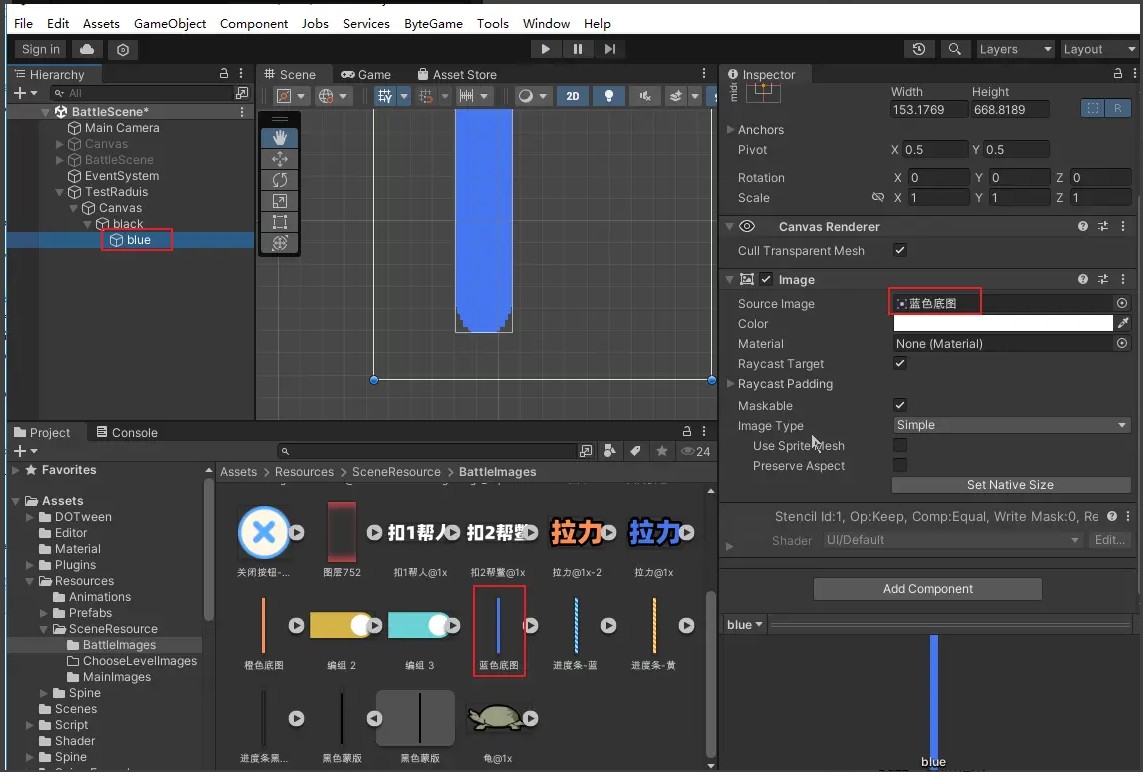 File Edit Assets GameObject Component Jobs Services ByteGame Tools Window Help
Sign in Layers Layout
Hierarchy
All
BattleScene*
Main Camera
Canvas
BattleScene
EventSystem
TestRaduis
Canvas
black
blue
Scene Game Asset Store
2D
Inspector
Width Height
153.1769 668.8189
R
Anchors
Pivot X 0.5 Y 0.5
Rotation X 0 Y 0 Z 0
Scale X 1 Y 1 Z 1
Canvas Renderer
Cull Transparent Mesh
Image
Source Image 蓝色底图
Color
Material None (Material)
Raycast Target
Raycast Padding
Maskable
Image Type Simple
Use Sprite Mesh
Preserve Aspect
Set Native Size
Stencil Id:1, Op:Keep, Comp:Equal, Write Mask:0, Re
Shader UI/Default Edit...
Add Component
blue
blue
Project Console
24
Favorites
Assets
DOTween
Editor
Material
Plugins
Resources
Animations
Prefabs
SceneResource
BattleImages
ChooseLevelImages
MainImages
Spine
Scenes
Script
Shader
Spine
Assets > Resources > SceneResource > BattleImages
扣1帮人 扣2帮鳖 拉力 拉力
关闭按钮-... 图层752 扣1帮人@1x 扣2帮鳖@1x 拉力@1x-2 拉力@1x
橙色底图 编组 2 编组 3 蓝色底图 进度条-蓝 进度条-黄
进度条黑... 黑色蒙版 黑色蒙版 龟@1x